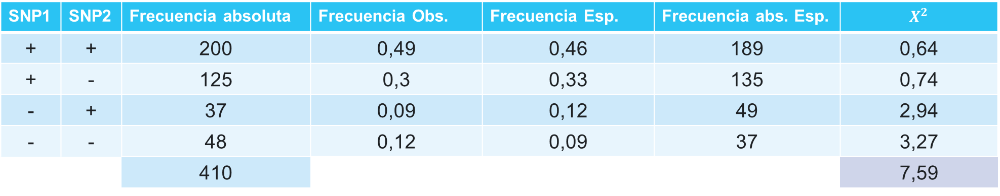 SNP1 SNP2 Frecuencia absoluta Frecuencia Obs. Frecuencia Esp. Frecuencia abs. Esp. X²
+ + 200 0,49 0,46 189 0,64
+ - 125 0,3 0,33 135 0,74
- + 37 0,09 0,12 49 2,94
- - 48 0,12 0,09 37 3,27
410 7,59